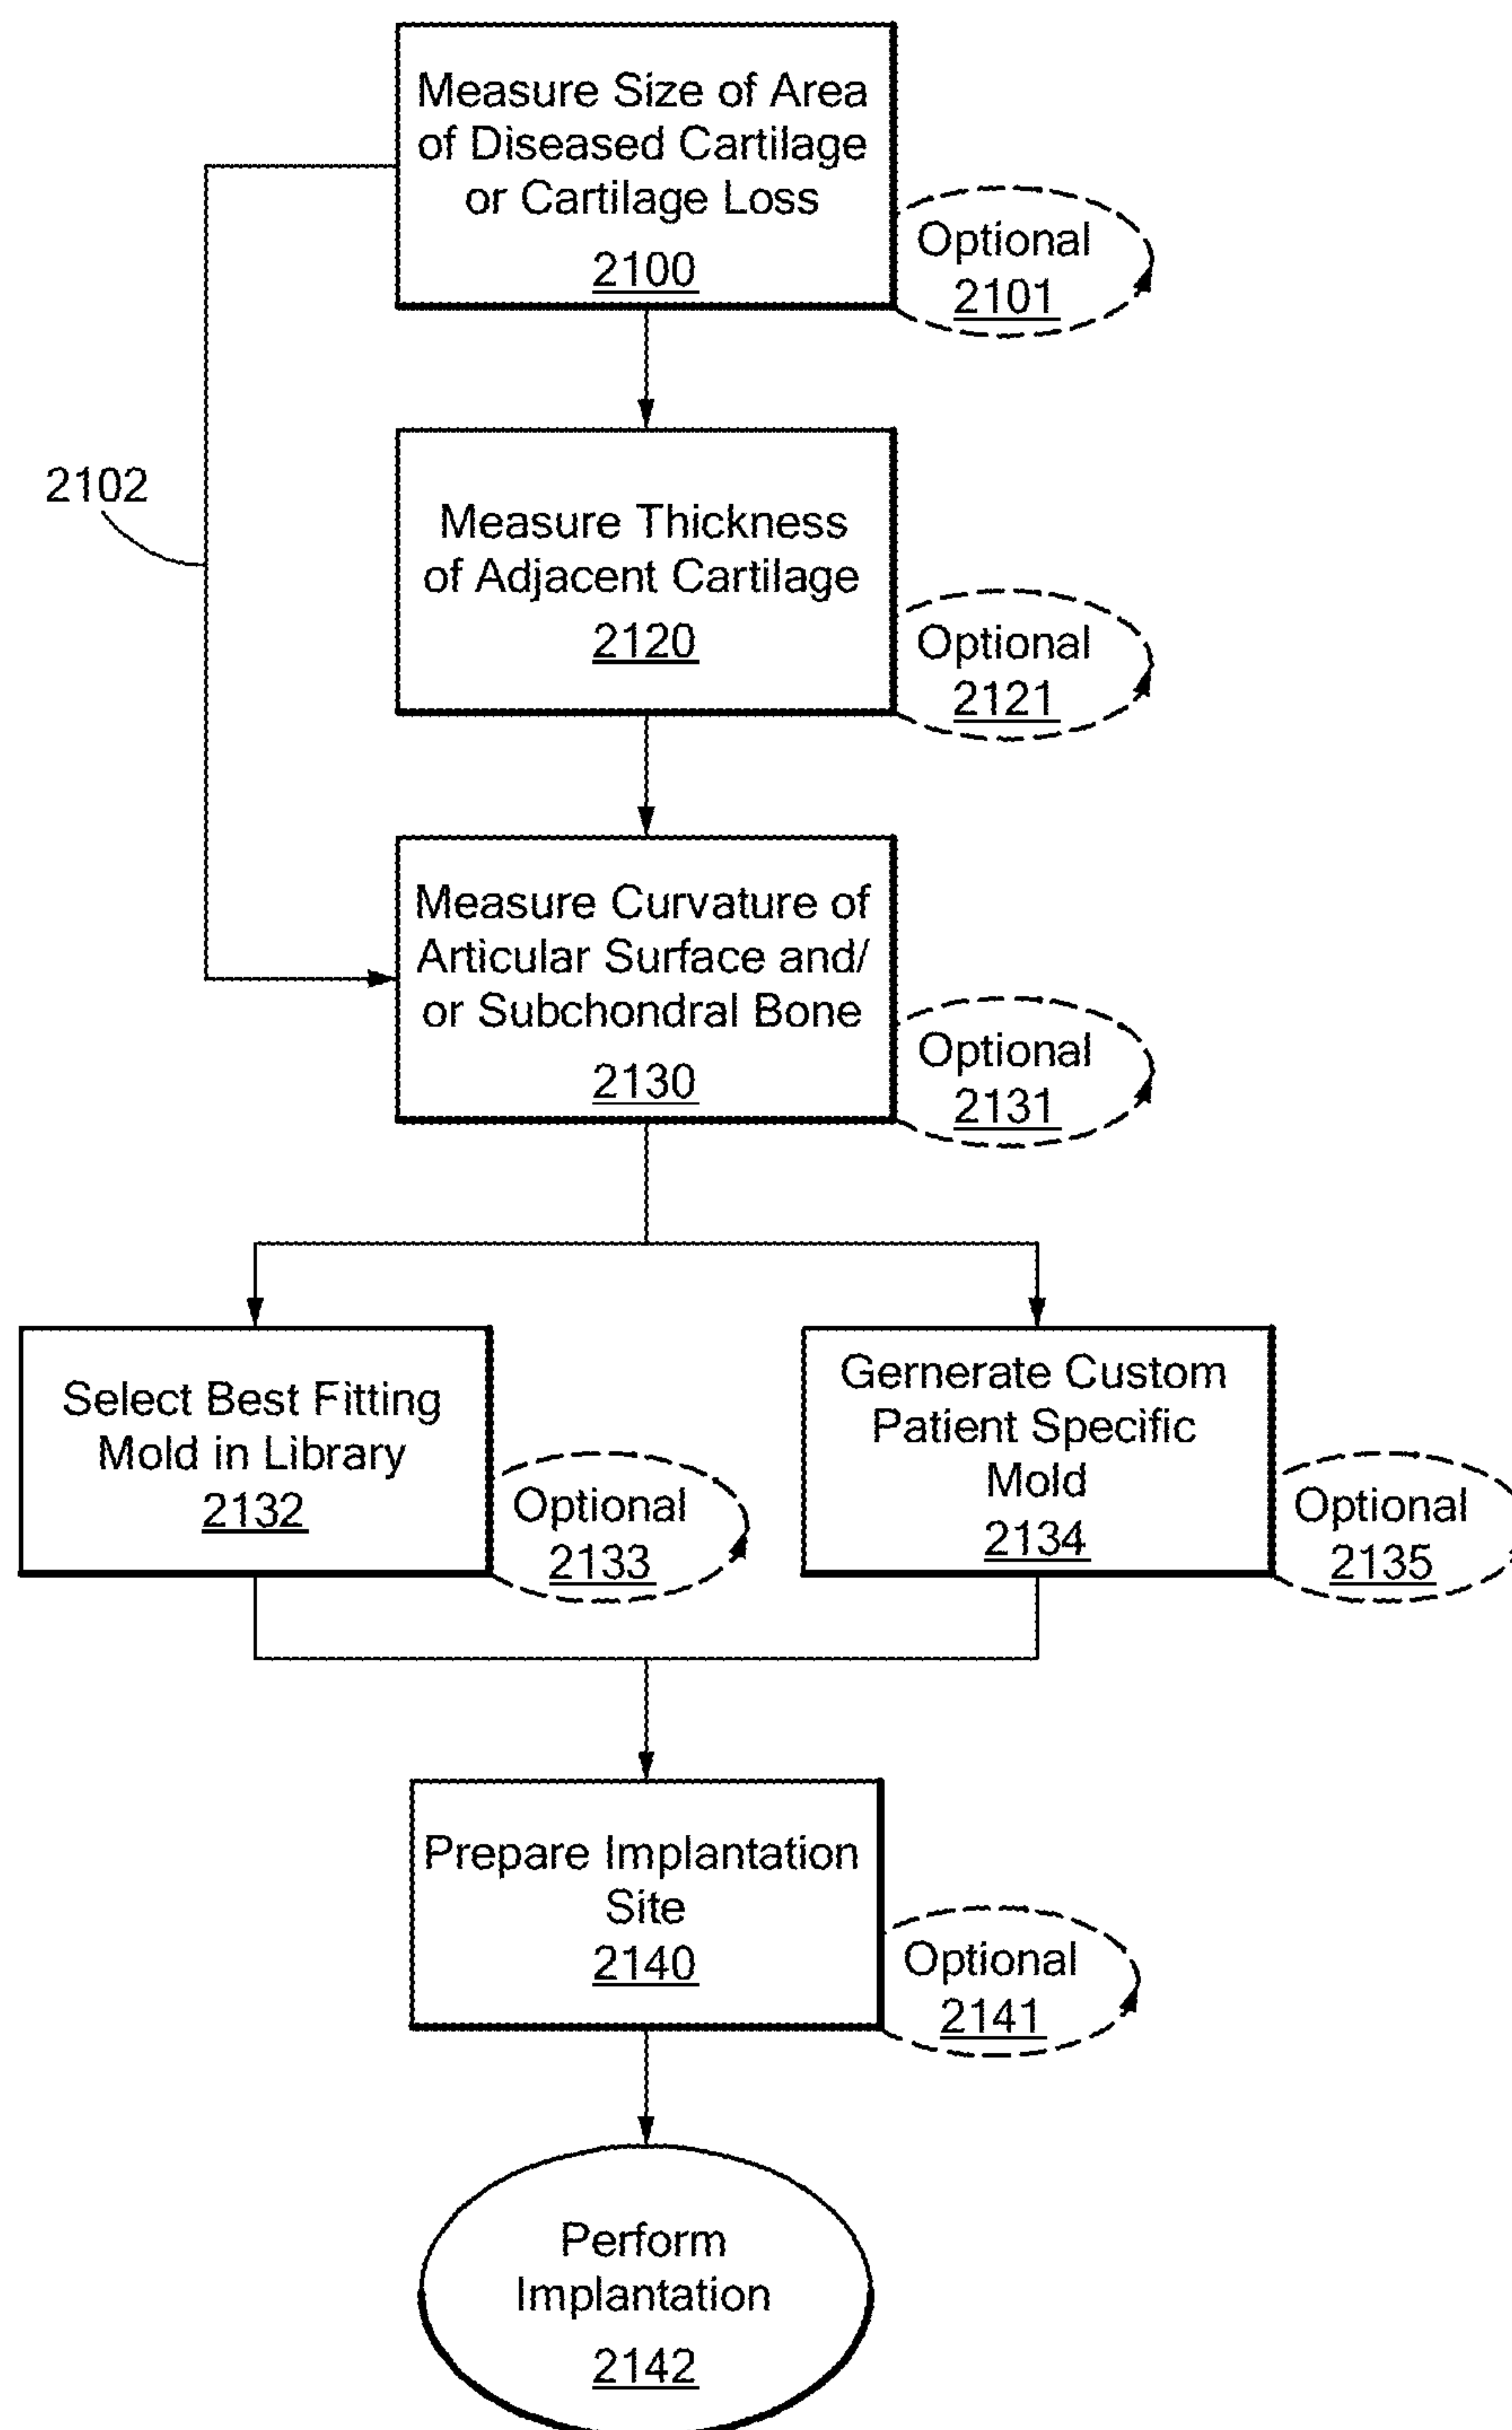 Measure Size of Area
of Diseased Cartilage
or Cartilage Loss
2100
Optional
2101
2102
Measure Thickness
of Adjacent Cartilage
2120
Optional
2121
Measure Curvature of
Articular Surface and/
or Subchondral Bone
2130
Optional
2131
Select Best Fitting
Mold in Library
2132
Optional
2133
Gernerate Custom
Patient Specific
Mold
2134
Optional
2135
Prepare Implantation
Site
2140
Optional
2141
Perform
Implantation
2142